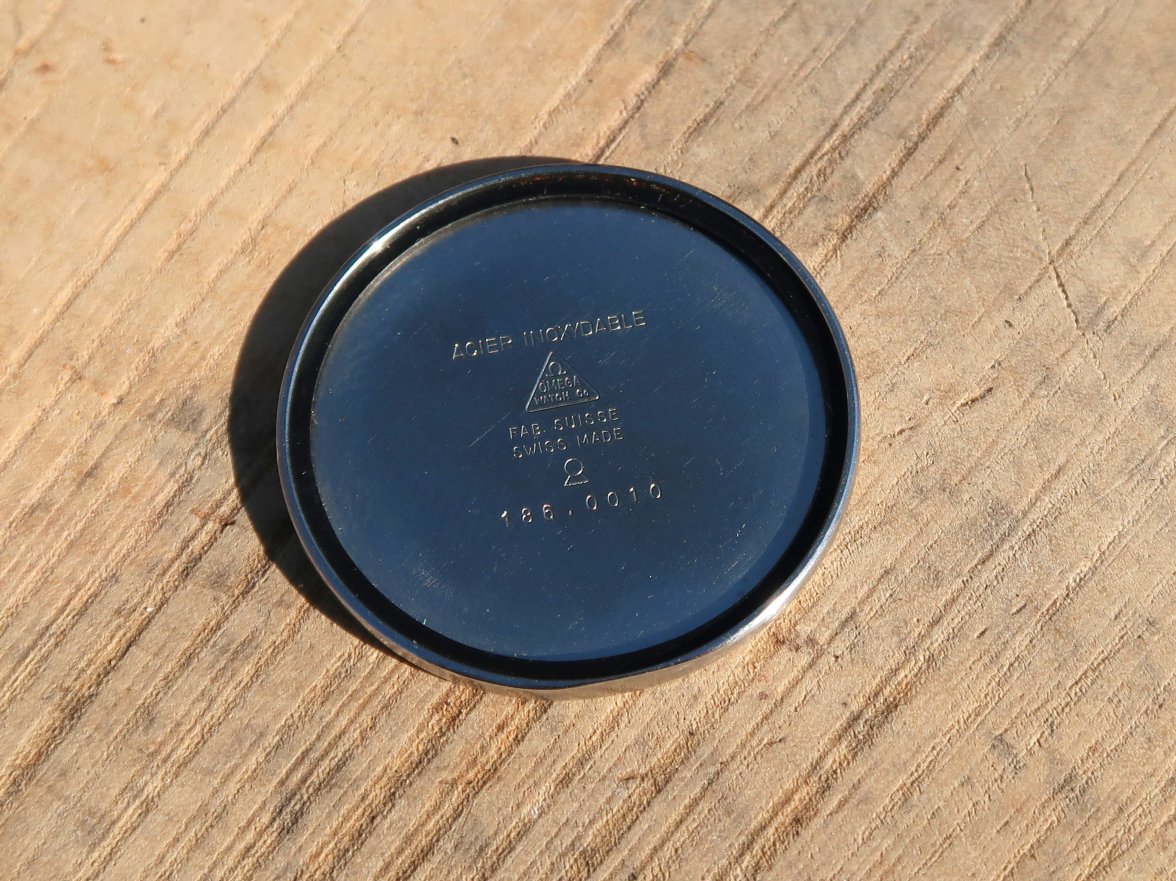 ACIER INOXYDABLE
Ω
OMEGA
WATCH Co
FAB. SUISSE
SWISS MADE
186.0010